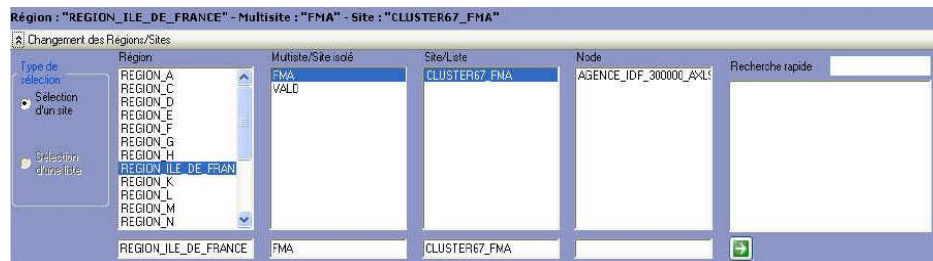 Région : "REGION_ILE_DE_FRANCE" - Multisite : "FMA" - Site : "CLUSTER67_FMA"
Changement des Régions/Sites
Type de sélection
Sélection d'un site
Sélection d'une liste
Région
REGION_A
REGION_C
REGION_D
REGION_E
REGION_F
REGION_G
REGION_H
REGION_ILE_DE_FRAN
REGION_K
REGION_L
REGION_M
REGION_N
REGION_ILE_DE_FRANCE
Multiste/Site isolé
FMA
VALD
FMA
Site/Liste
CLUSTER67_FMA
CLUSTER67_FMA
Node
AGENCE_IDF_300000_AXLS
Recherche rapide